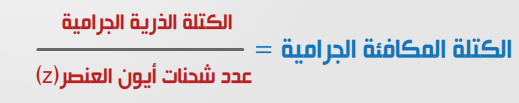 الكتلة المكافئة الجرامية = الكتلة الذرية الجرامية
عدد شحنات أيون العنصر(z)